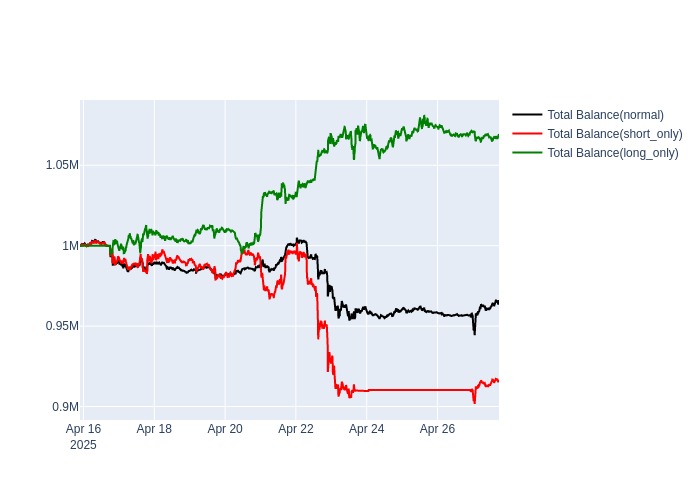 Total Balance(normal)
Total Balance(short_only)
Total Balance(long_only)
1.05M
1M
0.95M
0.9M
Apr 16 Apr 18 Apr 20 Apr 22 Apr 24 Apr 26
2025